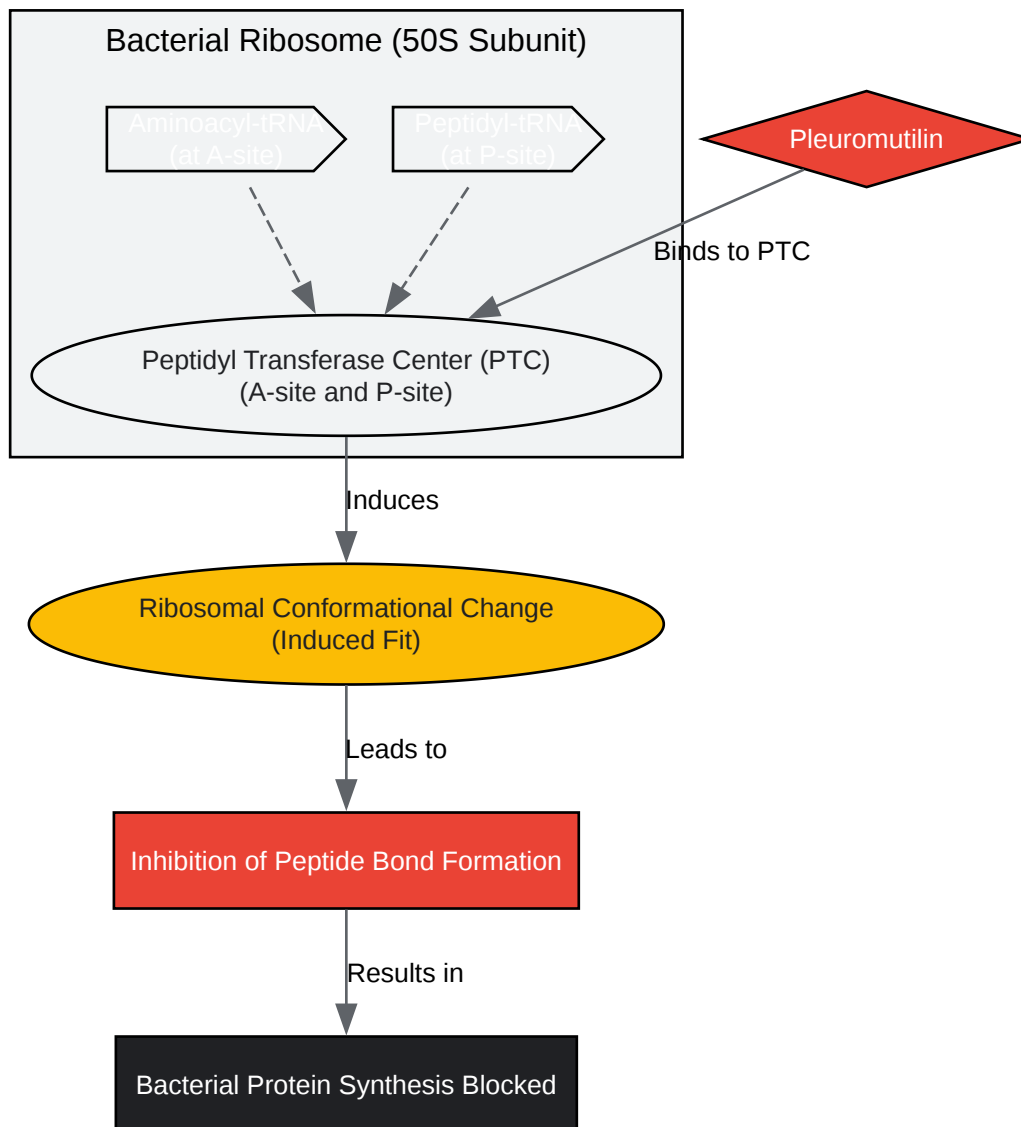 Bacterial Ribosome (50S Subunit)
Aminoacyl-tRNA
(at A-site)
Peptidyl-tRNA
(at P-site)
Pleuromutilin
Binds to PTC
Peptidyl Transferase Center (PTC)
(A-site and P-site)
Induces
Ribosomal Conformational Change
(Induced Fit)
Leads to
Inhibition of Peptide Bond Formation
Results in
Bacterial Protein Synthesis Blocked